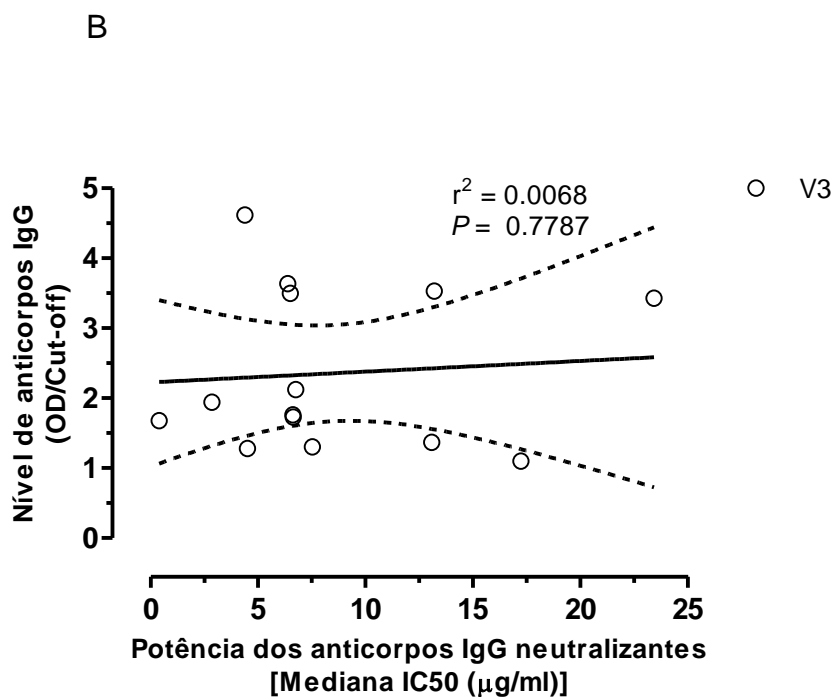 B
r² = 0.0068
P = 0.7787
V3
Nível de anticorpos IgG
(OD/Cut-off)
5
4
3
2
1
0
0 5 10 15 20 25
Potência dos anticorpos IgG neutralizantes
[Mediana IC50 (μg/ml)]